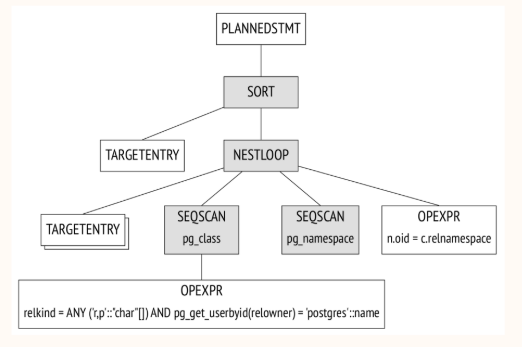 PLANNEDSTMT
SORT
TARGETENTRY
NESTLOOP
TARGETENTRY
SEQSCAN
pg_class
SEQSCAN
pg_namespace
OPEXPR
n.oid = c.relnamespace
OPEXPR
relkind = ANY ('r,p'::"char"[]) AND pg_get_userbyid(relowner) = 'postgres'::name